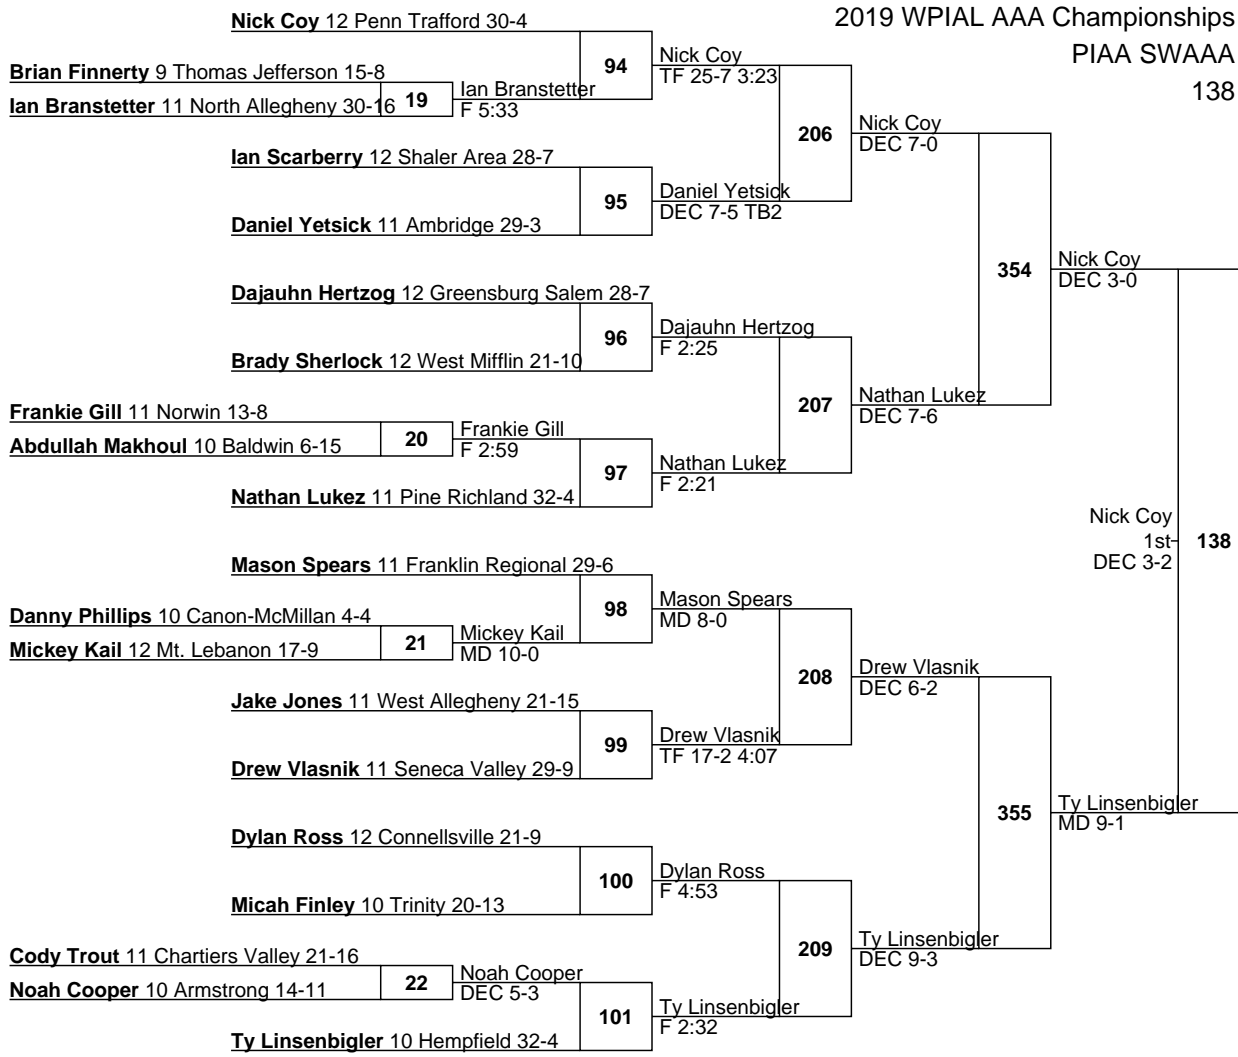 2019 WPIAL AAA Championships
PIAA SWAAA
138
Nick Coy 12 Penn Trafford 30-4
94
Nick Coy
TF 25-7 3:23
Brian Finnerty 9 Thomas Jefferson 15-8
Ian Branstetter 11 North Allegheny 30-16
19
Ian Branstetter
F 5:33
206
Nick Coy
DEC 7-0
Ian Scarberry 12 Shaler Area 28-7
95
Daniel Yetsick
DEC 7-5 TB2
Daniel Yetsick 11 Ambridge 29-3
354
Nick Coy
DEC 3-0
Dajauhn Hertzog 12 Greensburg Salem 28-7
96
Dajauhn Hertzog
F 2:25
Brady Sherlock 12 West Mifflin 21-10
207
Nathan Lukez
DEC 7-6
Frankie Gill 11 Norwin 13-8
Abdullah Makhoul 10 Baldwin 6-15
20
Frankie Gill
F 2:59
97
Nathan Lukez
F 2:21
Nathan Lukez 11 Pine Richland 32-4
Nick Coy
1st
DEC 3-2
138
Mason Spears 11 Franklin Regional 29-6
98
Mason Spears
MD 8-0
Danny Phillips 10 Canon-McMillan 4-4
Mickey Kail 12 Mt. Lebanon 17-9
21
Mickey Kail
MD 10-0
208
Drew Vlasnik
DEC 6-2
Jake Jones 11 West Allegheny 21-15
99
Drew Vlasnik
TF 17-2 4:07
Drew Vlasnik 11 Seneca Valley 29-9
355
Ty Linsenbigler
MD 9-1
Dylan Ross 12 Connellsville 21-9
100
Dylan Ross
F 4:53
Micah Finley 10 Trinity 20-13
209
Ty Linsenbigler
DEC 9-3
Cody Trout 11 Chartiers Valley 21-16
Noah Cooper 10 Armstrong 14-11
22
Noah Cooper
DEC 5-3
101
Ty Linsenbigler
F 2:32
Ty Linsenbigler 10 Hempfield 32-4